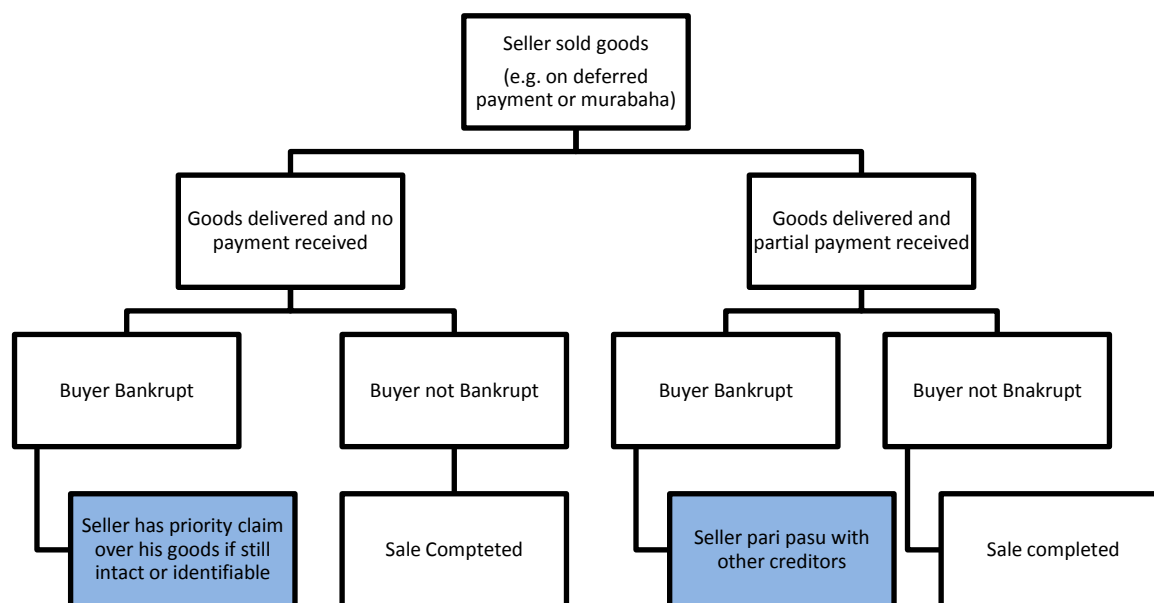 Seller sold goods
(e.g. on deferred
payment or murabaha)
Goods delivered and no
payment received
Goods delivered and
partial payment received
Buyer Bankrupt
Buyer not Bankrupt
Buyer Bankrupt
Buyer not Bnakrupt
Seller has priority claim
over his goods if still
intact or identifiable
Sale Compteted
Seller pari pasu with
other creditors
Sale completed